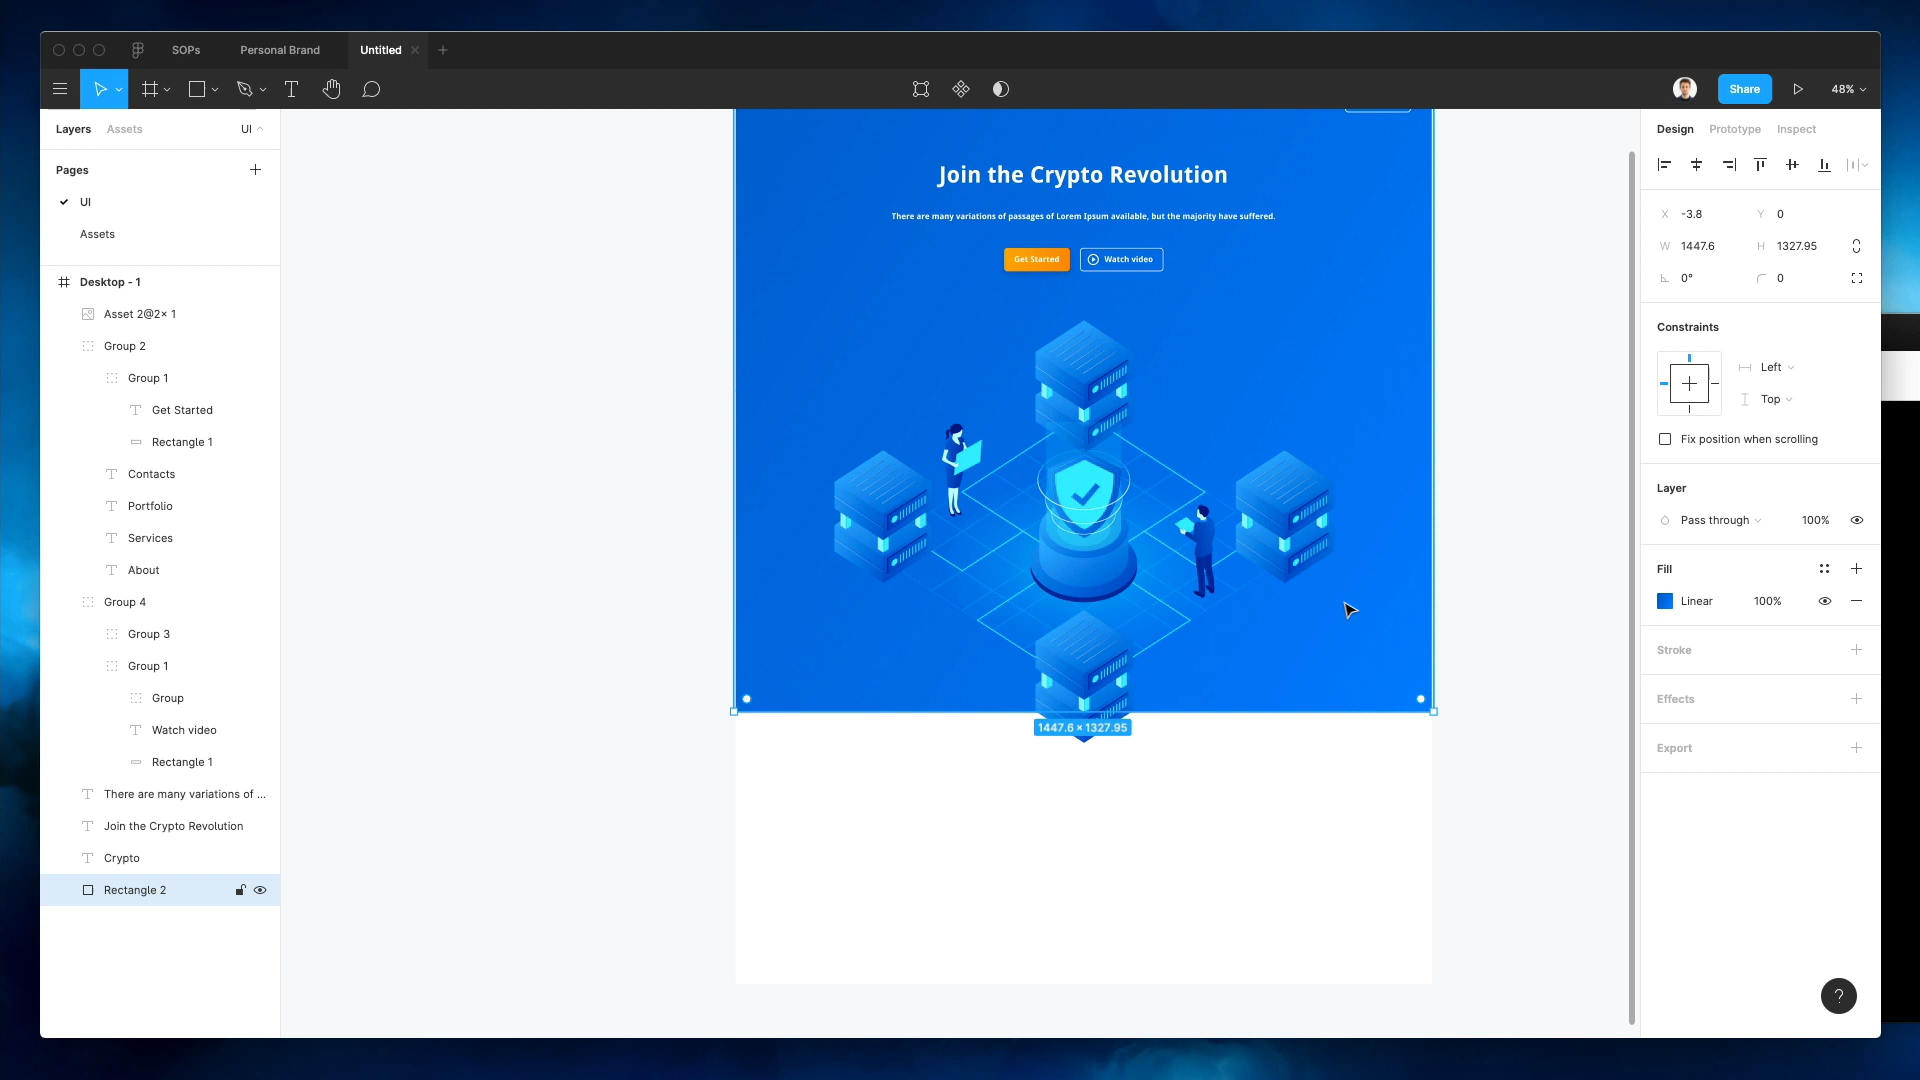 SOPs
Personal Brand
Untitled
Share
48%
Layers
Assets
UI
Pages
UI
Assets
Desktop - 1
Asset 2@2x 1
Group 2
Group 1
Get Started
Rectangle 1
Contacts
Portfolio
Services
About
Group 4
Group 3
Group 1
Group
Watch video
Rectangle 1
There are many variations of ...
Join the Crypto Revolution
Crypto
Rectangle 2
Join the Crypto Revolution
There are many variations of passages of Lorem Ipsum available, but the majority have suffered.
Get Started
Watch video
1447.6 × 1327.95
Design
Prototype
Inspect
X -3.8
Y 0
W 1447.6
H 1327.95
0°
0
Constraints
Left
Top
Fix position when scrolling
Layer
Pass through
100%
Fill
Linear
100%
Stroke
Effects
Export
?